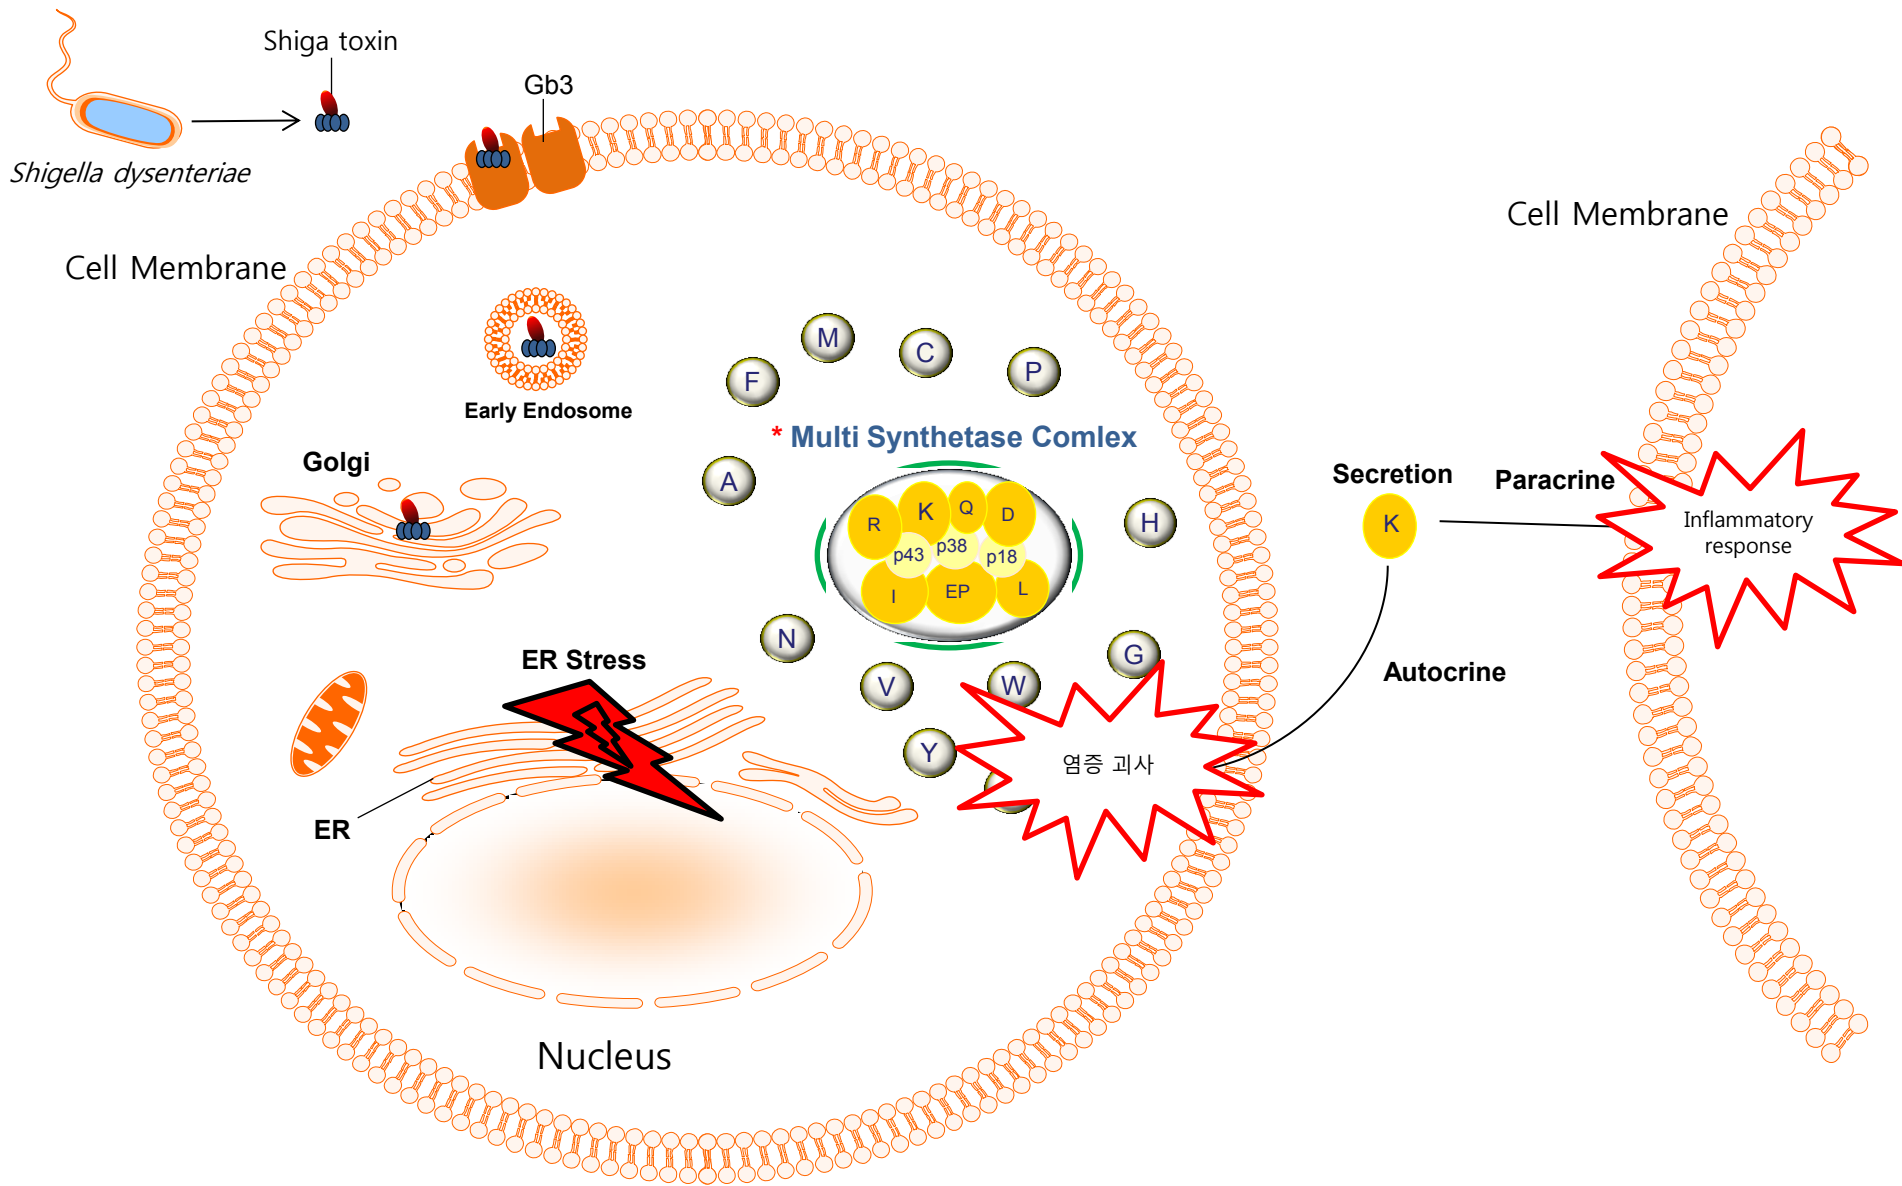 Shiga toxin
Shigella dysenteriae
Gb3
Cell Membrane
Cell Membrane
Early Endosome
Golgi
M
C
P
F
A
H
N
V
W
G
Y
* Multi Synthetase Comlex
R
K
Q
D
p43
p38
p18
I
EP
L
Secretion
K
Paracrine
Inflammatory
response
Autocrine
ER Stress
ER
염증 괴사
Nucleus